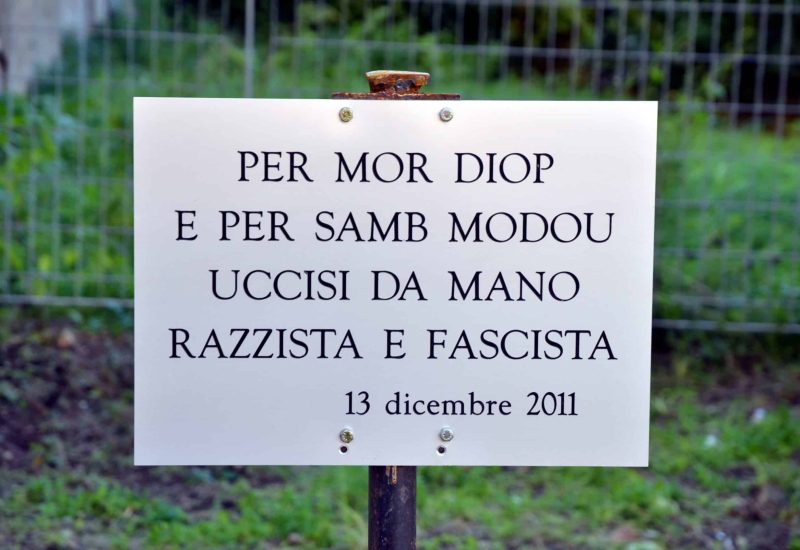 PER MOR DIOP
E PER SAMB MODOU
UCCISI DA MANO
RAZZISTA E FASCISTA
13 dicembre 2011